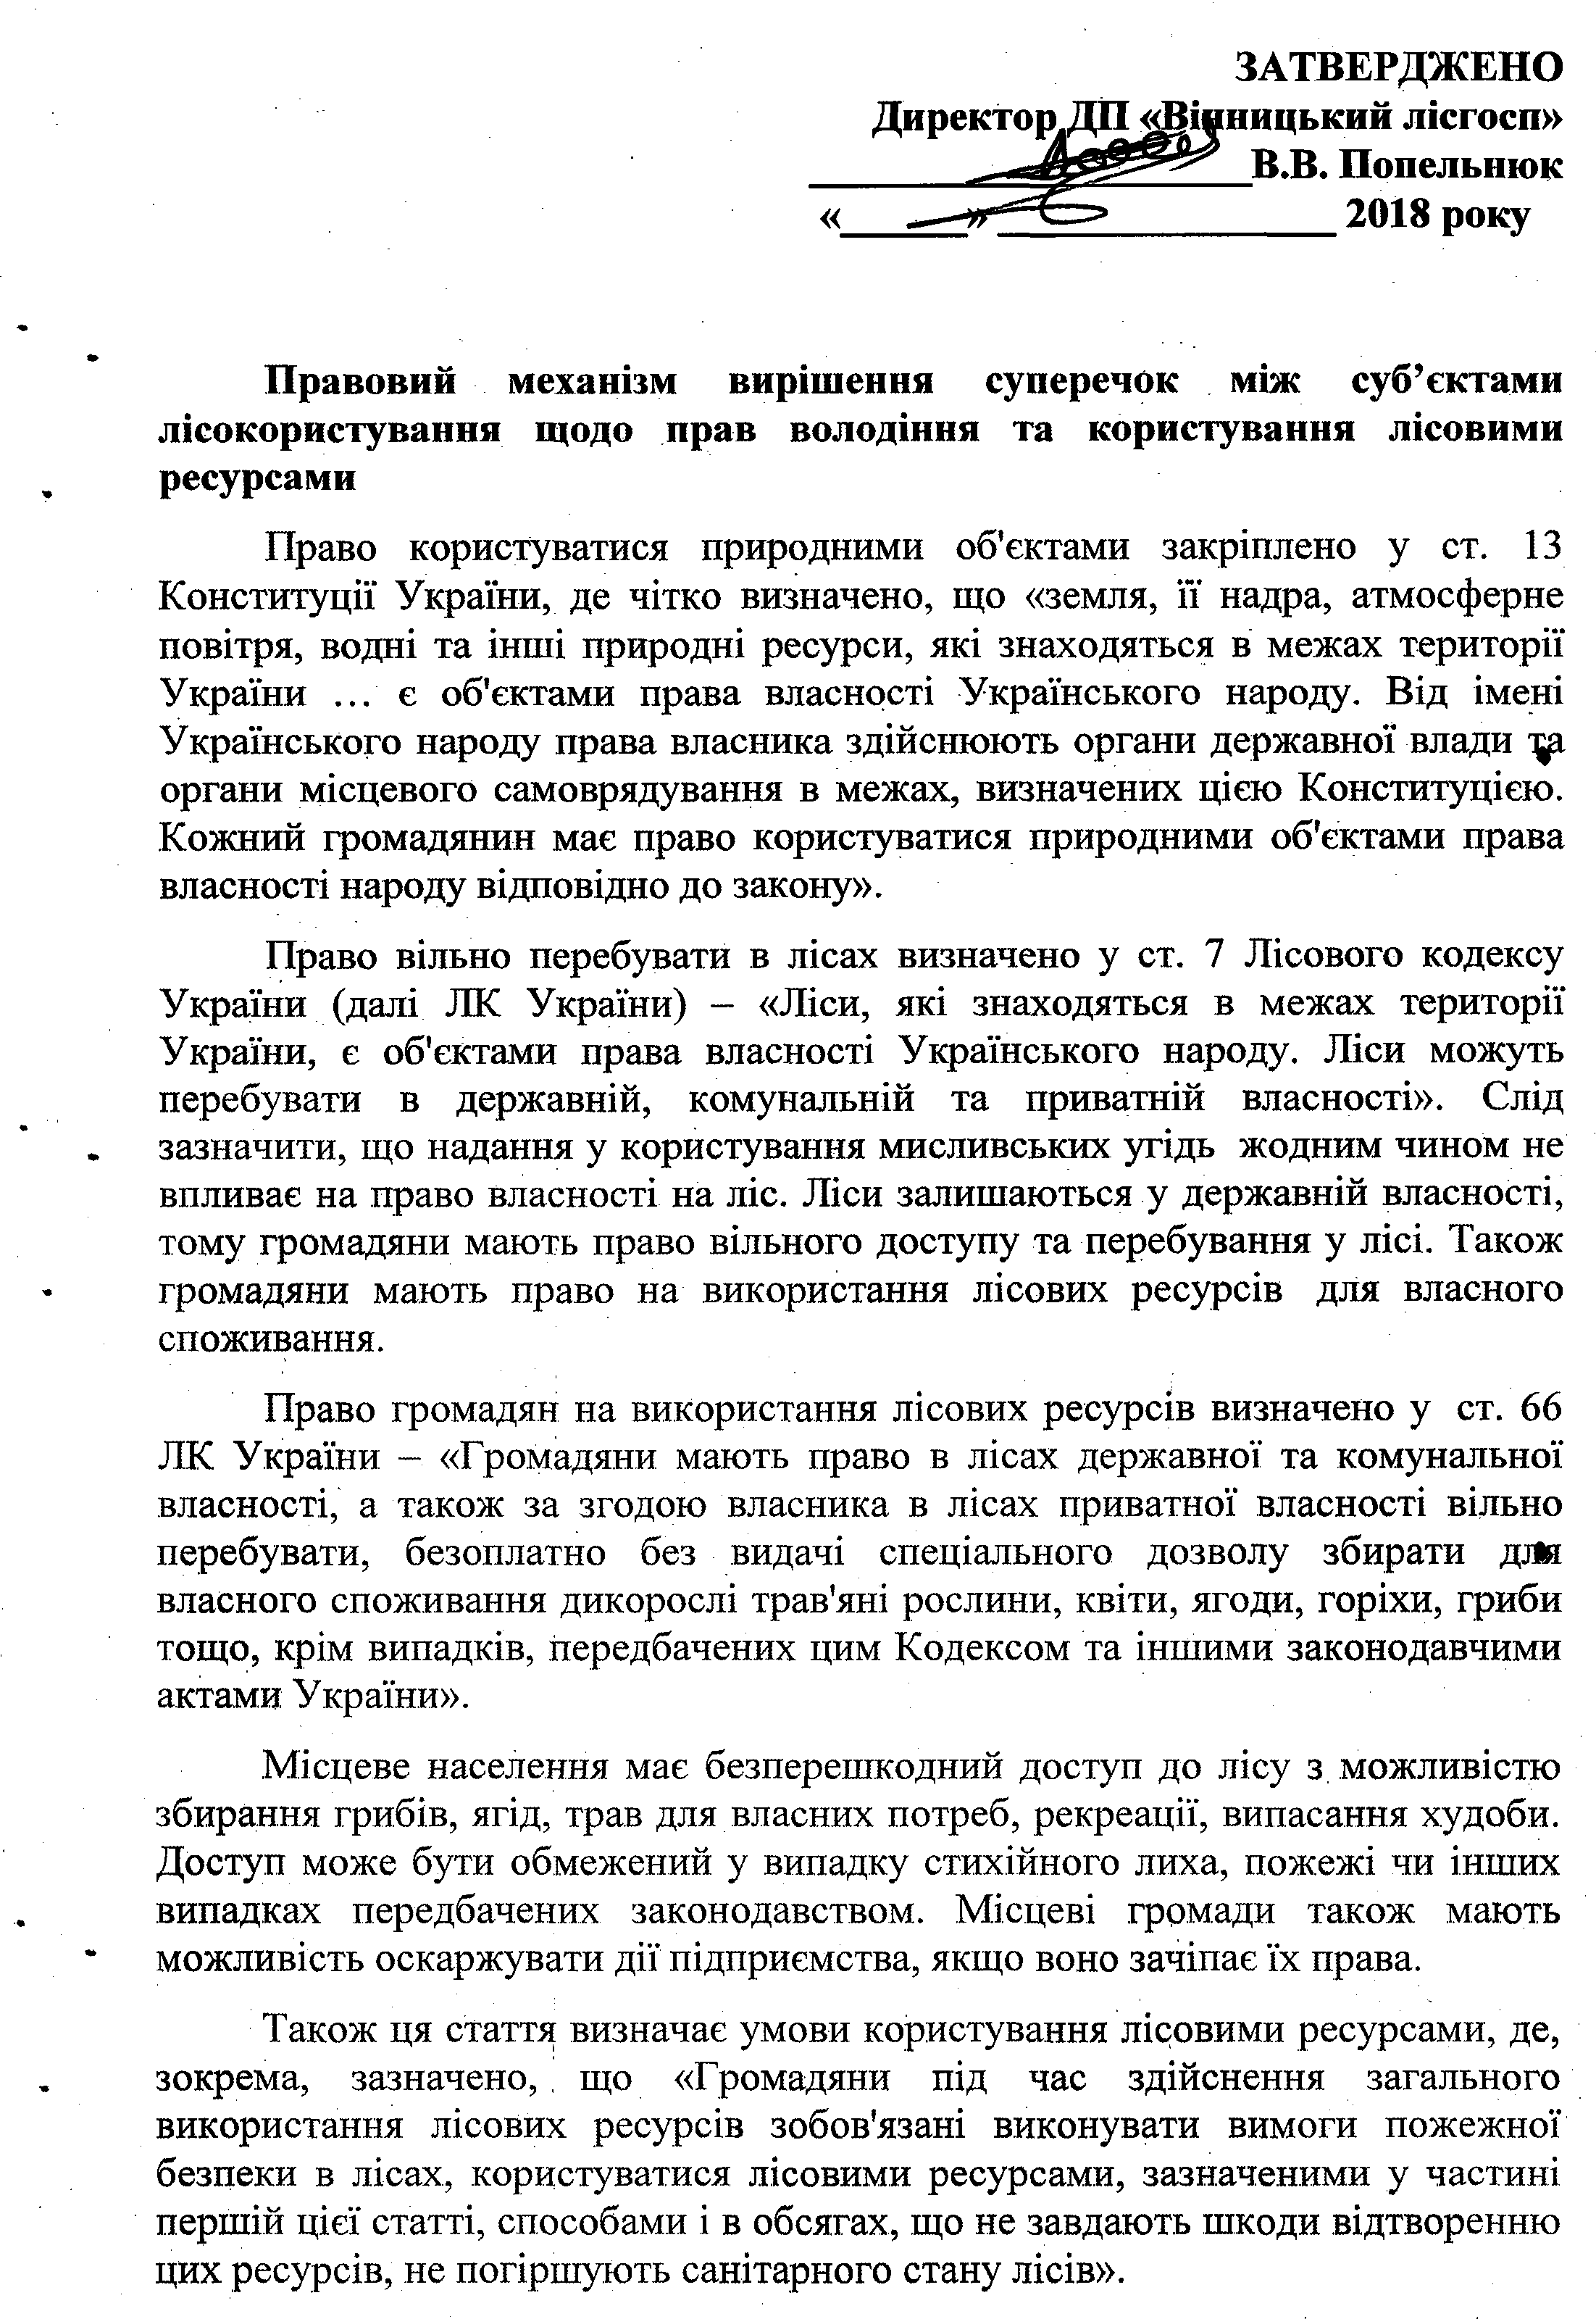 ЗАТВЕРДЖЕНО
Директор ДП «Вінницький лісгосп»
____________________В.В. Попельнюк
«______» ________________ 2018 року
Правовий механізм вирішення суперечок між суб’єктами
лісокористування щодо прав володіння та користування лісовими
ресурсами
Право користуватися природними об'єктами закріплено у ст. 13
Конституції України, де чітко визначено, що «земля, її надра, атмосферне
повітря, водні та інші природні ресурси, які знаходяться в межах території
України ... є об'єктами права власності Українського народу. Від імені
Українського народу права власника здійснюють органи державної влади та
органи місцевого самоврядування в межах, визначених цією Конституцією.
Кожний громадянин має право користуватися природними об'єктами права
власності народу відповідно до закону».
Право вільно перебувати в лісах визначено у ст. 7 Лісового кодексу
України (далі ЛК України) – «Ліси, які знаходяться в межах території
України, є об'єктами права власності Українського народу. Ліси можуть
перебувати в державній, комунальній та приватній власності». Слід
зазначити, що надання у користування мисливських угідь жодним чином не
впливає на право власності на ліс. Ліси залишаються у державній власності,
тому громадяни мають право вільного доступу та перебування у лісі. Також
громадяни мають право на використання лісових ресурсів для власного
споживання.
Право громадян на використання лісових ресурсів визначено у ст. 66
ЛК України – «Громадяни мають право в лісах державної та комунальної
власності, а також за згодою власника в лісах приватної власності вільно
перебувати, безоплатно без видачі спеціального дозволу збирати для
власного споживання дикорослі трав'яні рослини, квіти, ягоди, горіхи, гриби
тощо, крім випадків, передбачених цим Кодексом та іншими законодавчими
актами України».
Місцеве населення має безперешкодний доступ до лісу з можливістю
збирання грибів, ягід, трав для власних потреб, рекреації, випасання худоби.
Доступ може бути обмежений у випадку стихійного лиха, пожежі чи інших
випадках передбачених законодавством. Місцеві громади також мають
можливість оскаржувати дії підприємства, якщо воно зачіпає їх права.
Також ця стаття визначає умови користування лісовими ресурсами, де,
зокрема, зазначено, що «Громадяни під час здійснення загального
використання лісових ресурсів зобов'язані виконувати вимоги пожежної
безпеки в лісах, користуватися лісовими ресурсами, зазначеними у частині
першій цієї статті, способами і в обсягах, що не завдають шкоди відтворенню
цих ресурсів, не погіршують санітарного стану лісів».